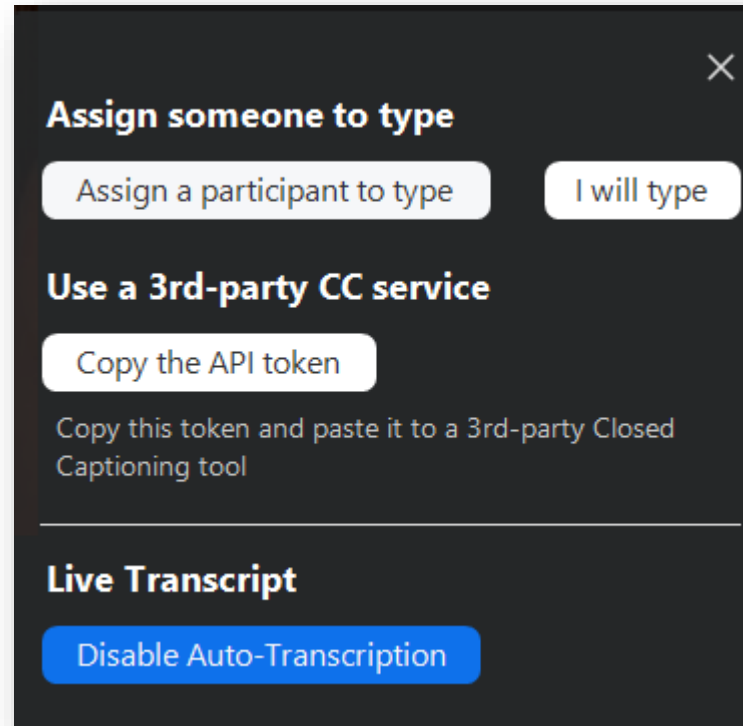 Assign someone to type
Assign a participant to type
I will type
Use a 3rd-party CC service
Copy the API token
Copy this token and paste it to a 3rd-party Closed
Captioning tool
Live Transcript
Disable Auto-Transcription